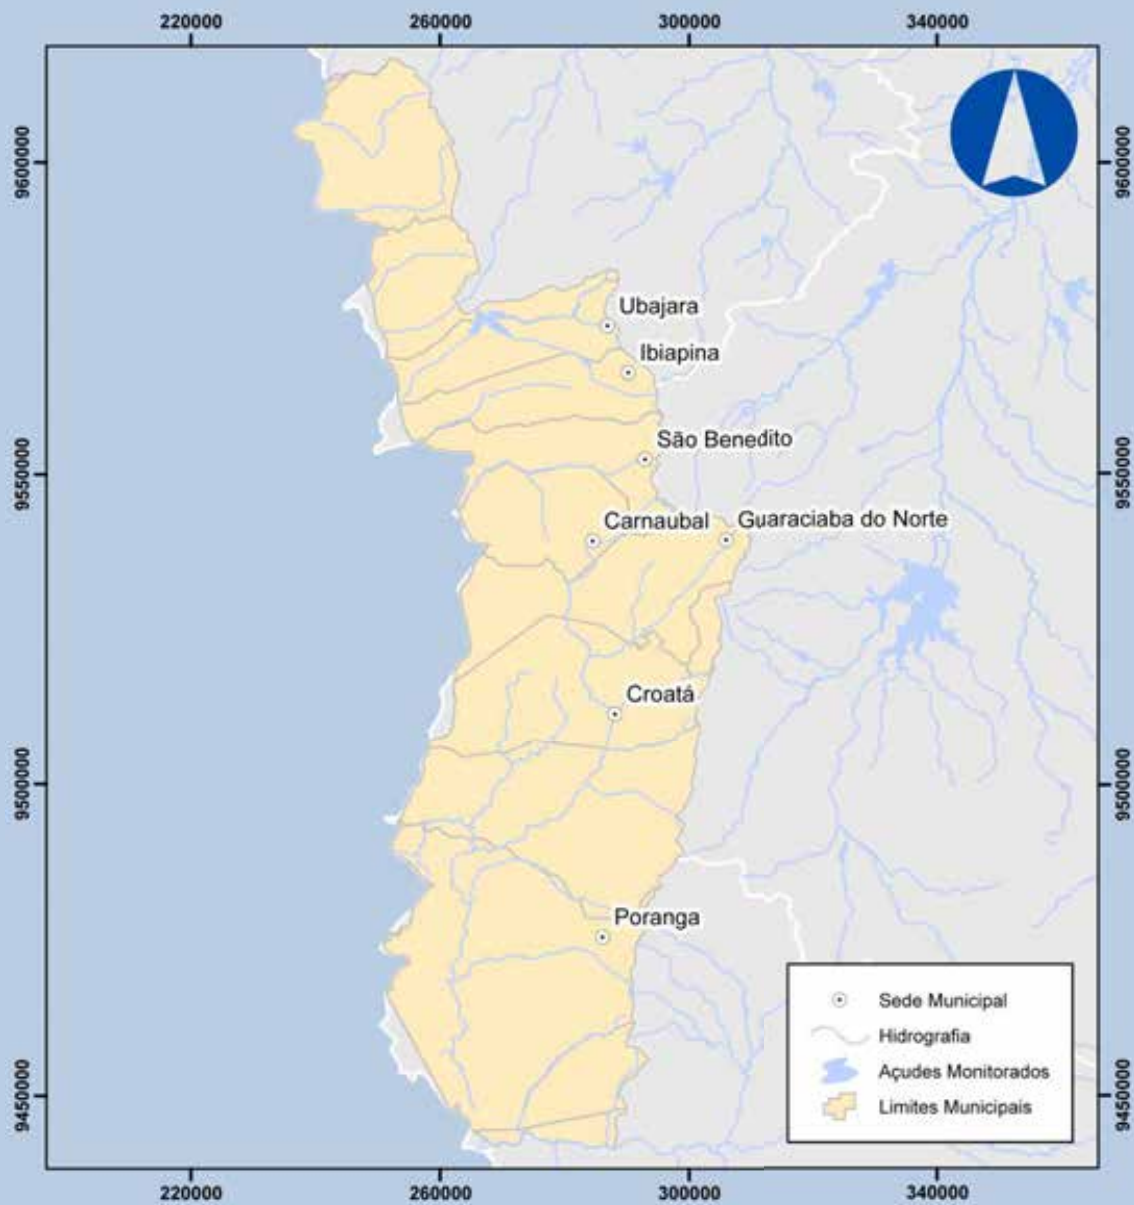 220000
260000
300000
340000
9600000
9600000
Ubajara
Ibiapina
São Benedito
9550000
9550000
Carnaubal
Guaraciaba do Norte
Croatá
9500000
9500000
Poranga
Sede Municipal
Hidrografia
Açudes Monitorados
Limites Municipais
9450000
9450000
220000
260000
300000
340000